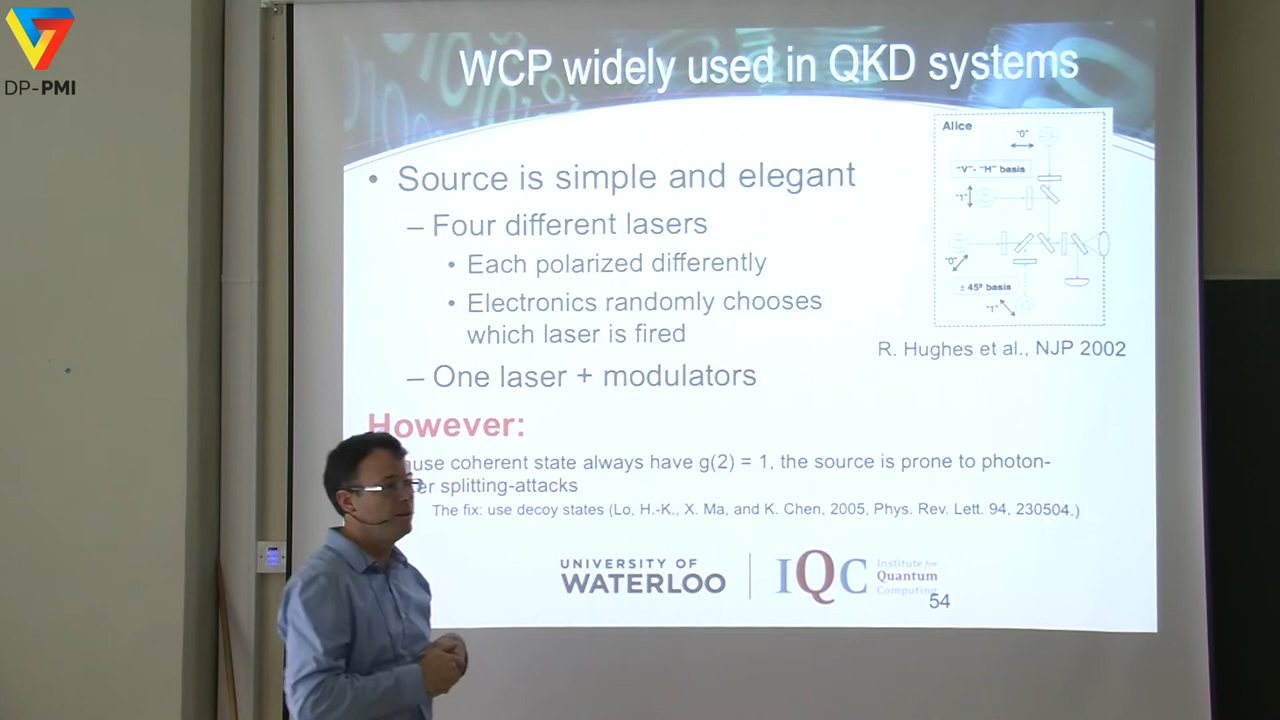 DP-PMI
WCP widely used in QKD systems
• Source is simple and elegant
– Four different lasers
• Each polarized differently
• Electronics randomly chooses
which laser is fired
– One laser + modulators
Alice
"0"
"V"- "H" basis
"1"
"0"
± 45º basis
"1"
R. Hughes et al., NJP 2002
However:
coherent state always have g(2) = 1, the source is prone to photon-
splitting-attacks
The fix: use decoy states (Lo, H.-K., X. Ma, and K. Chen, 2005, Phys. Rev. Lett. 94, 230504.)
UNIVERSITY OF
WATERLOO
IQC
Institute for
Quantum
Computing
54